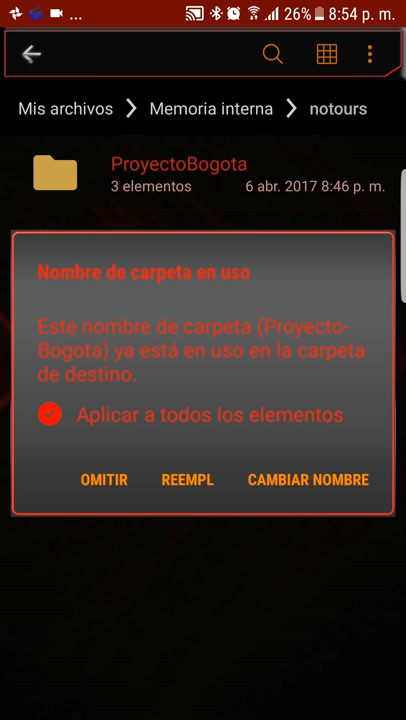 ... 26% 8:54 p. m.
Mis archivos > Memoria interna > notours
ProyectoBogota
3 elementos 6 abr. 2017 8:46 p. m.
Nombre de carpeta en uso
Este nombre de carpeta (Proyecto-
Bogota) ya está en uso en la carpeta
de destino.
Aplicar a todos los elementos
OMITIR REEMPL CAMBIAR NOMBRE